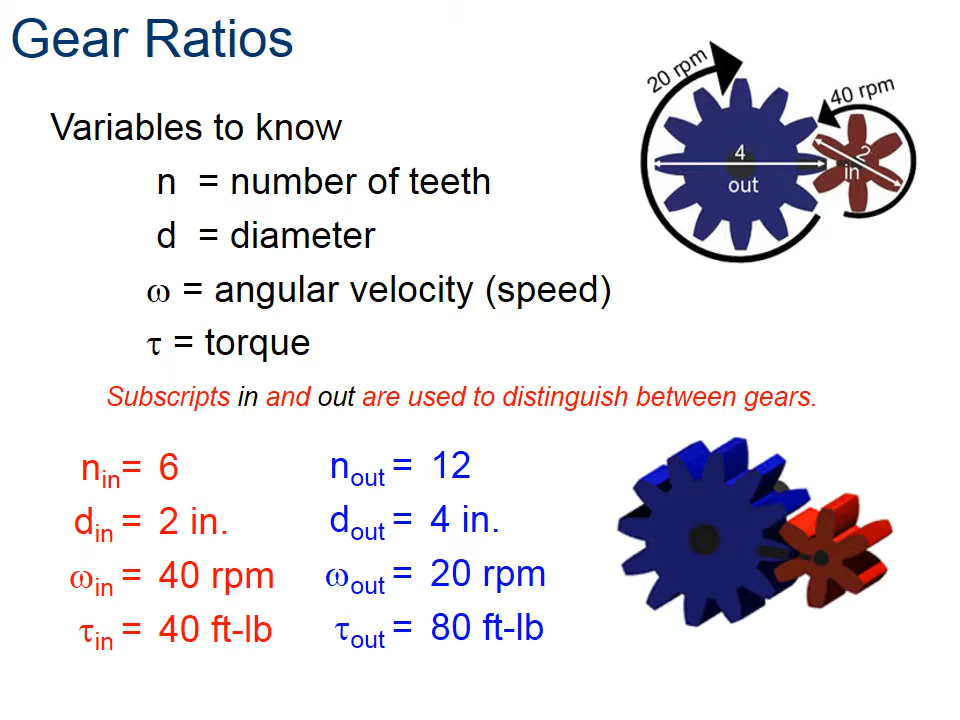 Gear Ratios
Variables to know
n = number of teeth
d = diameter
ω = angular velocity (speed)
τ = torque
Subscripts in and out are used to distinguish between gears.
20 rpm
40 rpm
4
out
2
in
n_in = 6
d_in = 2 in.
ω_in = 40 rpm
τ_in = 40 ft-lb
n_out = 12
d_out = 4 in.
ω_out = 20 rpm
τ_out = 80 ft-lb